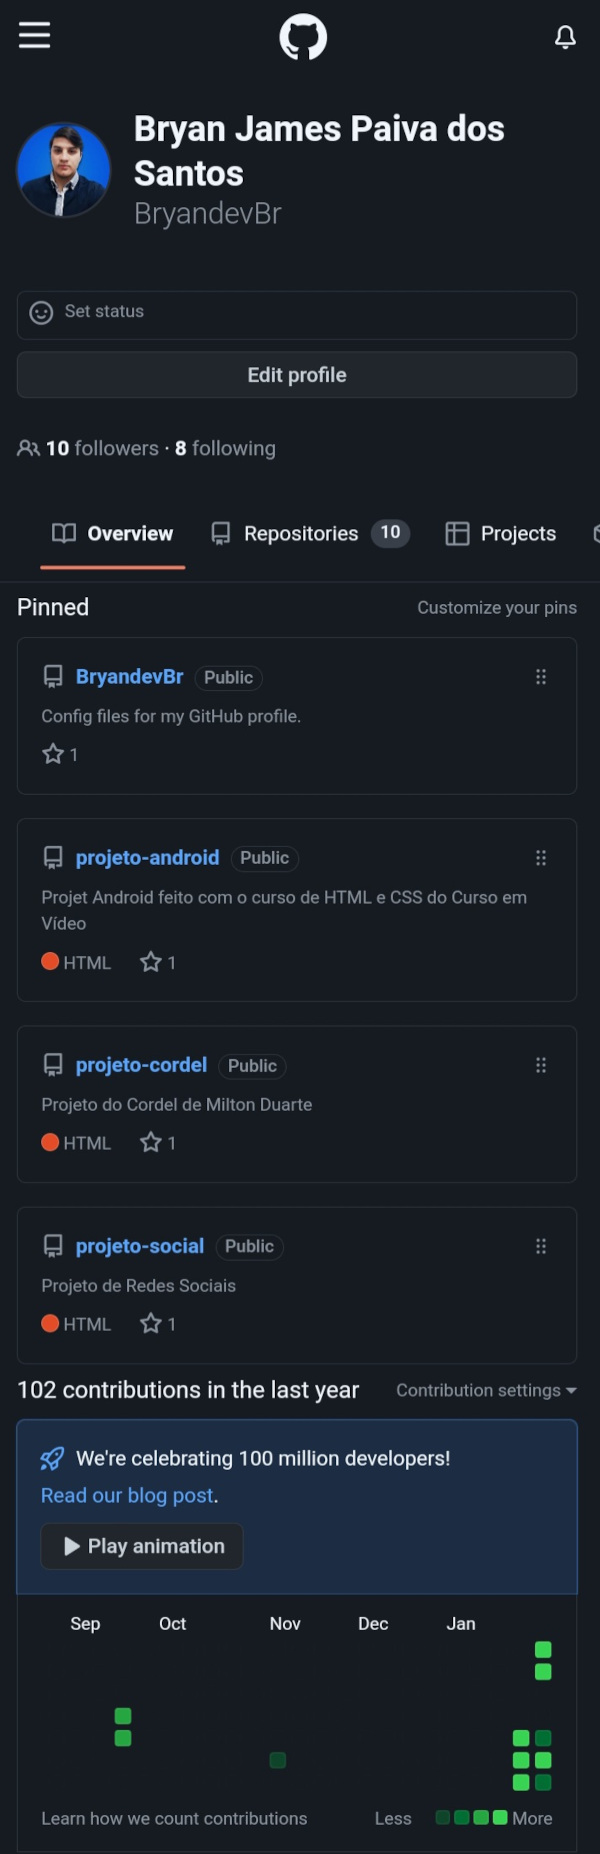 Bryan James Paiva dos
Santos
BryandevBr
Set status
Edit profile
10 followers · 8 following
Overview Repositories 10 Projects
Pinned Customize your pins
BryandevBr Public
Config files for my GitHub profile.
1
projeto-android Public
Projet Android feito com o curso de HTML e CSS do Curso em
Vídeo
HTML 1
projeto-cordel Public
Projeto do Cordel de Milton Duarte
HTML 1
projeto-social Public
Projeto de Redes Sociais
HTML 1
102 contributions in the last year Contribution settings
We're celebrating 100 million developers!
Read our blog post.
Play animation
Sep Oct Nov Dec Jan
Learn how we count contributions Less More